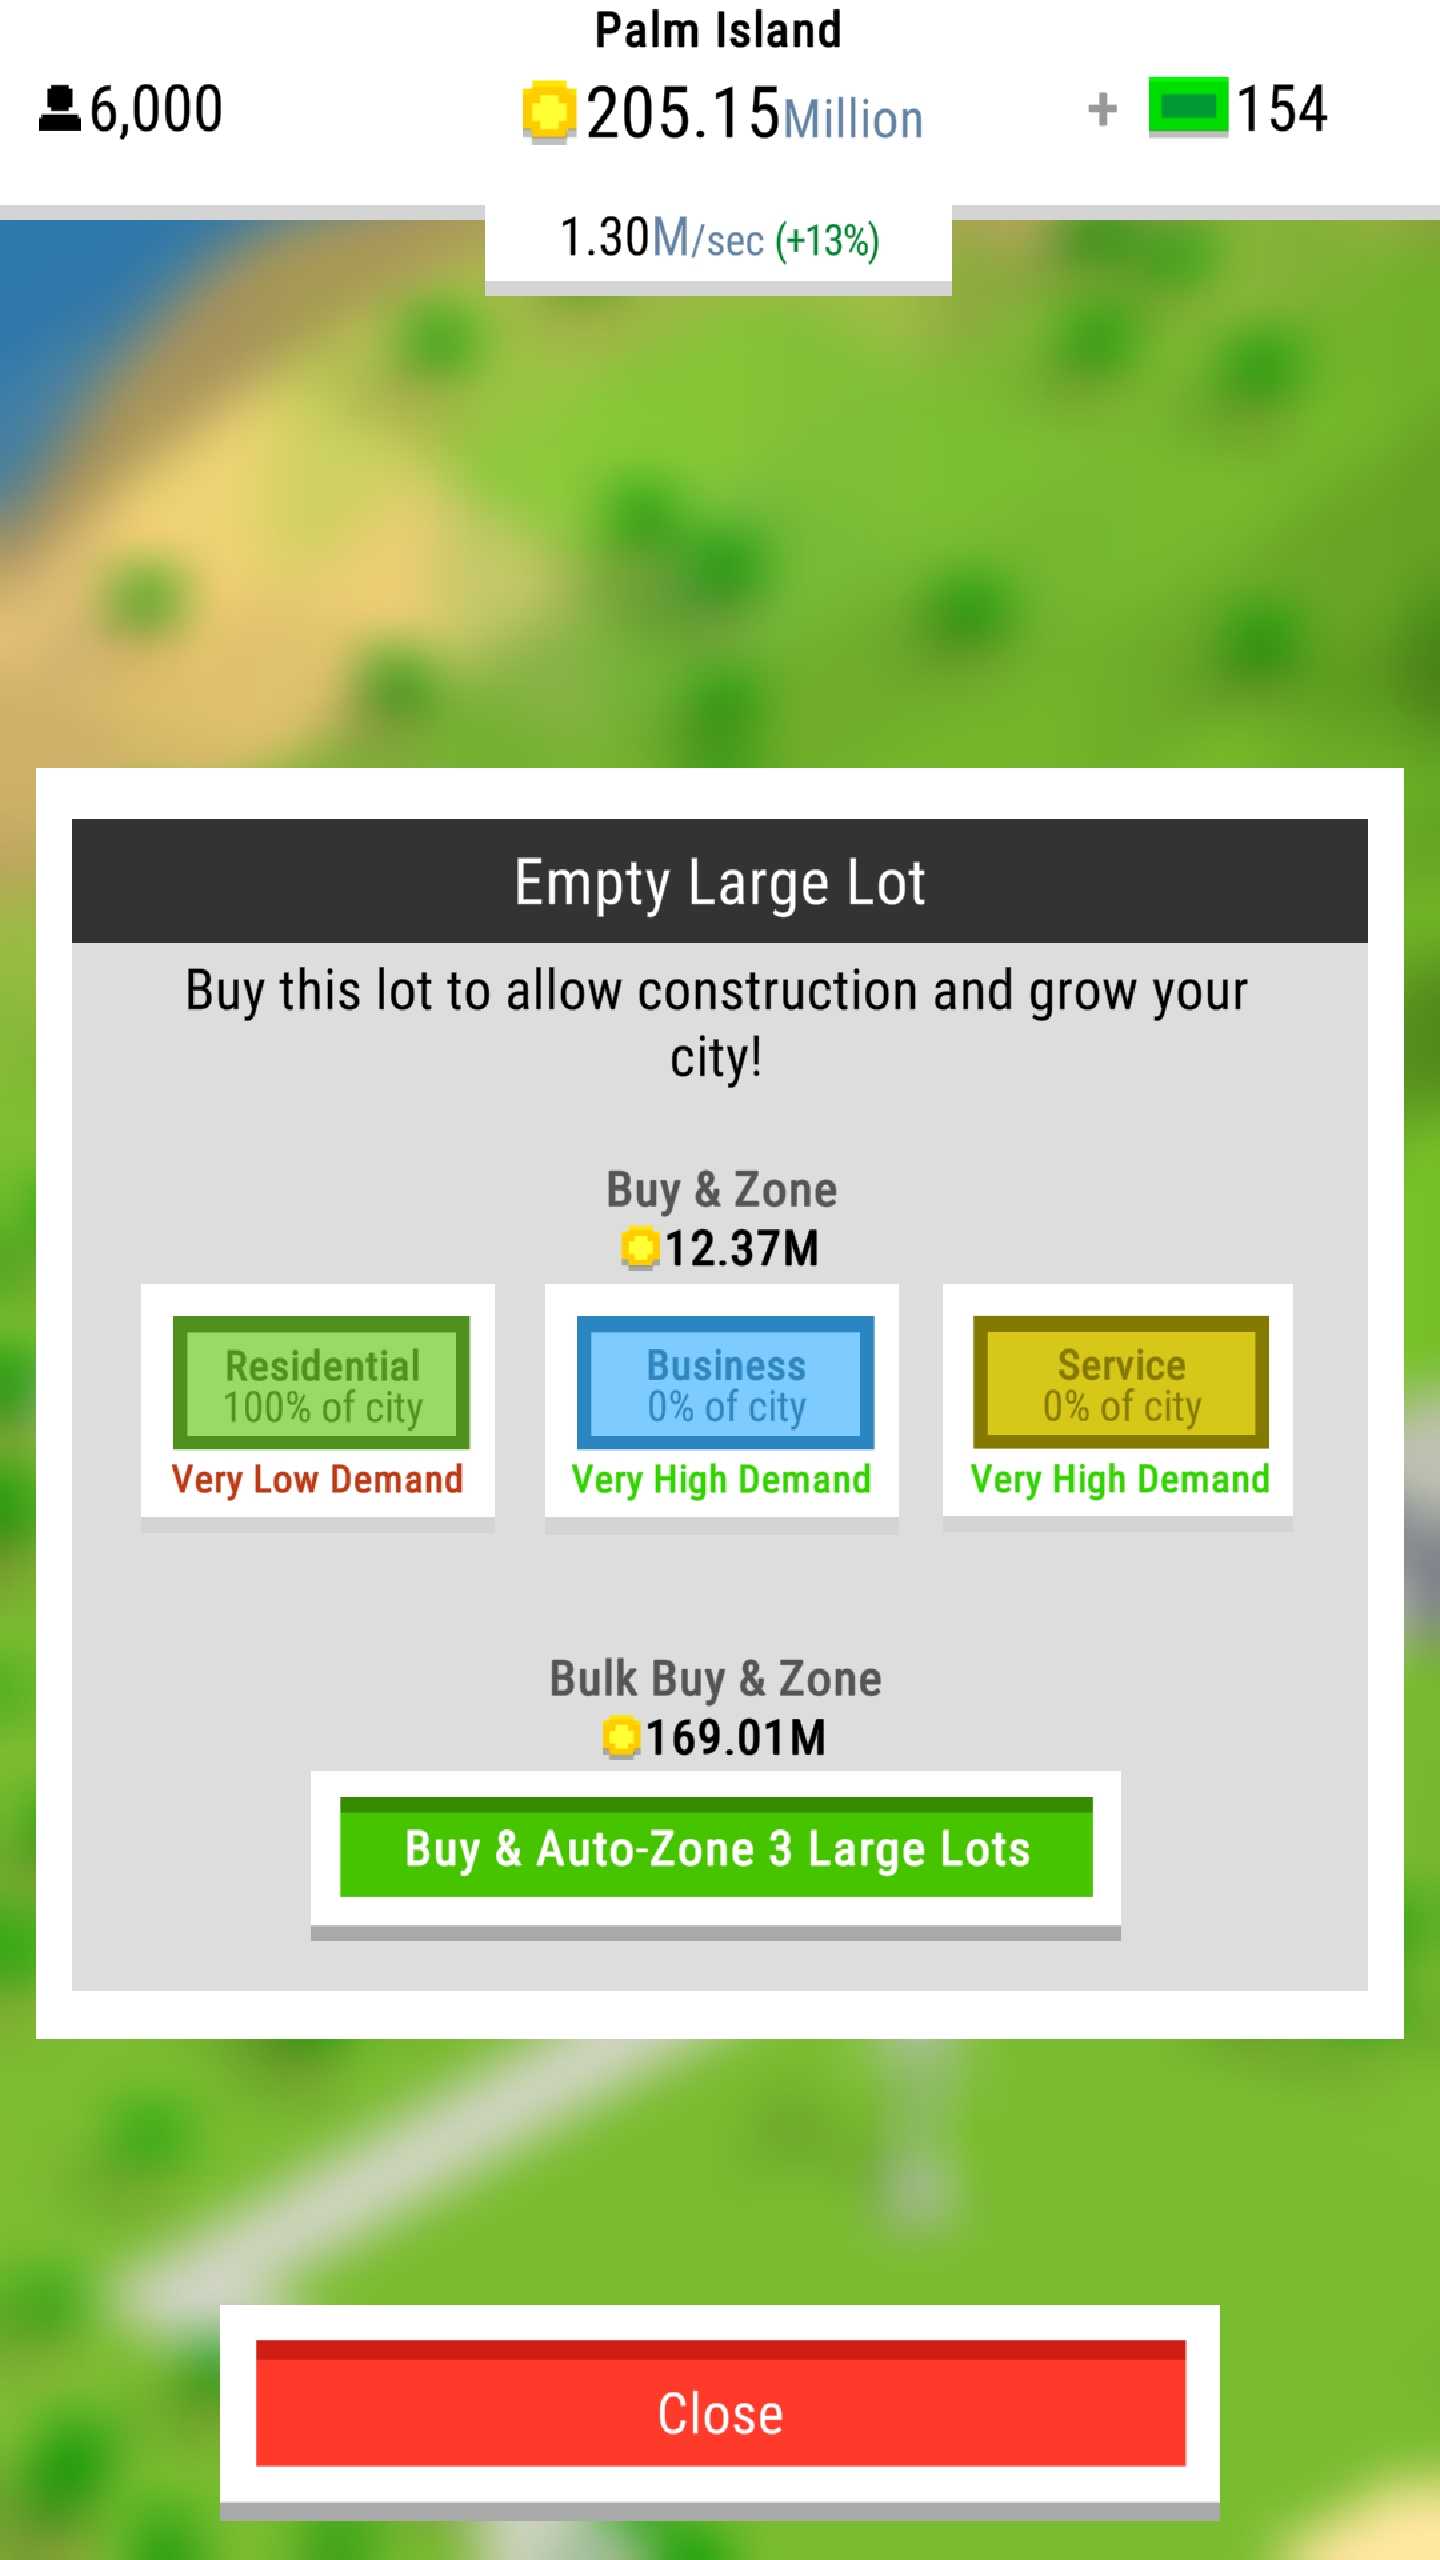 Palm Island
6,000
205.15Million
+ 154
1.30M/sec (+13%)
Empty Large Lot
Buy this lot to allow construction and grow your
city!
Buy & Zone
12.37M
Residential
100% of city
Very Low Demand
Business
0% of city
Very High Demand
Service
0% of city
Very High Demand
Bulk Buy & Zone
169.01M
Buy & Auto-Zone 3 Large Lots
Close